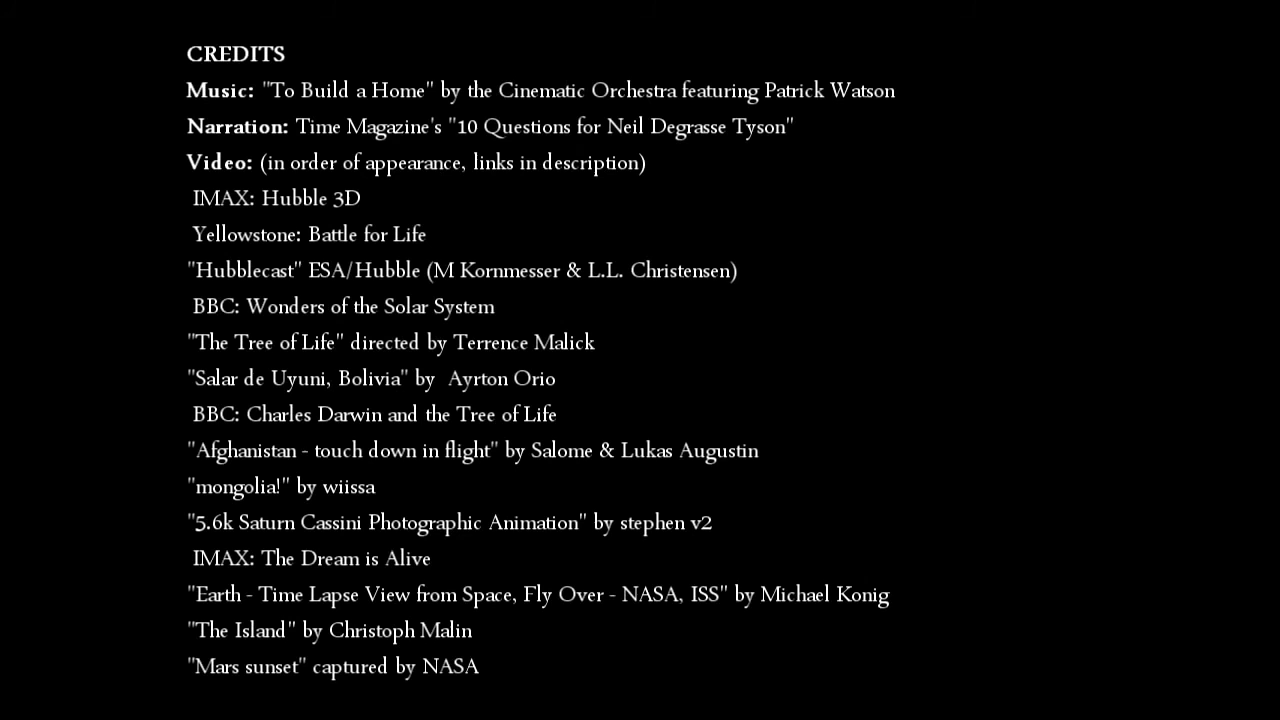 CREDITS
Music: "To Build a Home" by the Cinematic Orchestra featuring Patrick Watson
Narration: Time Magazine's "10 Questions for Neil Degrasse Tyson"
Video: (in order of appearance, links in description)
IMAX: Hubble 3D
Yellowstone: Battle for Life
"Hubblecast" ESA/Hubble (M Kornmesser & L.L. Christensen)
BBC: Wonders of the Solar System
"The Tree of Life" directed by Terrence Malick
"Salar de Uyuni, Bolivia" by  Ayrton Orio
BBC: Charles Darwin and the Tree of Life
"Afghanistan - touch down in flight" by Salome & Lukas Augustin
"mongolia!" by wiissa
"5.6k Saturn Cassini Photographic Animation" by stephen v2
IMAX: The Dream is Alive
"Earth - Time Lapse View from Space, Fly Over - NASA, ISS" by Michael Konig
"The Island" by Christoph Malin
"Mars sunset" captured by NASA